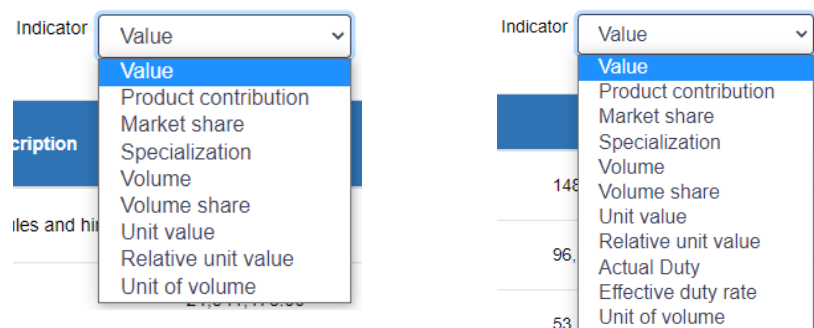 Indicator
Value
Value
Product contribution
Market share
Specialization
Volume
Volume share
Unit value
Relative unit value
Unit of volume
cription
ules and hi
Indicator
Value
Value
Product contribution
Market share
Specialization
Volume
Volume share
Unit value
Relative unit value
Actual Duty
Effective duty rate
Unit of volume
148
96,
53